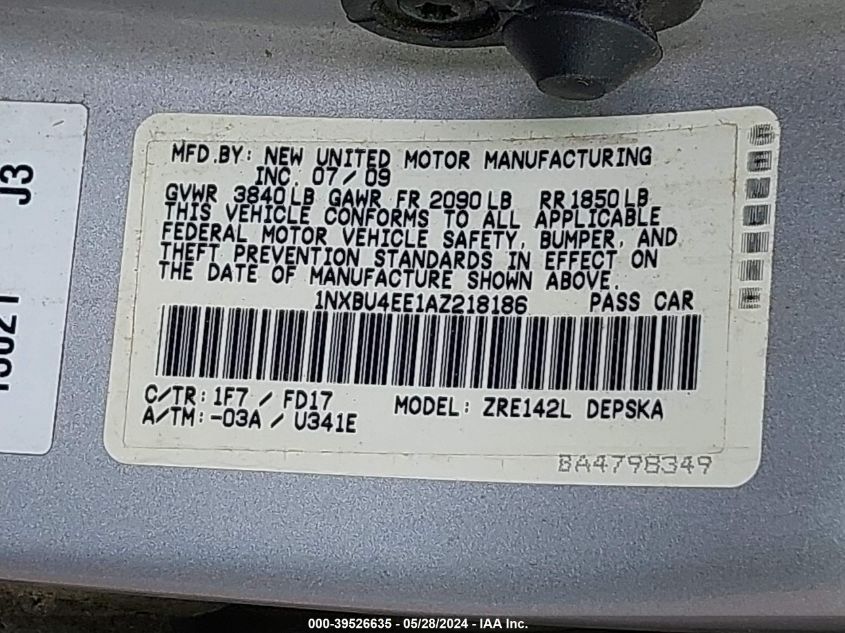 MFD.BY: NEW UNITED MOTOR MANUFACTURING
INC. 07/09
GVWR 3840LB GAWR FR 2090LB RR1850LB
THIS VEHICLE CONFORMS TO ALL APPLICABLE
FEDERAL MOTOR VEHICLE SAFETY, BUMPER, AND
THEFT PREVENTION STANDARDS IN EFFECT ON
THE DATE OF MANUFACTURE SHOWN ABOVE.
1NXBU4EE1AZ218186 PASS CAR
C/TR: 1F7 / FD17 MODEL: ZRE142L DEPSKA
A/TM: -03A / U341E
BA4798349
J3
000-39526635 - 05/28/2024 - IAA Inc.